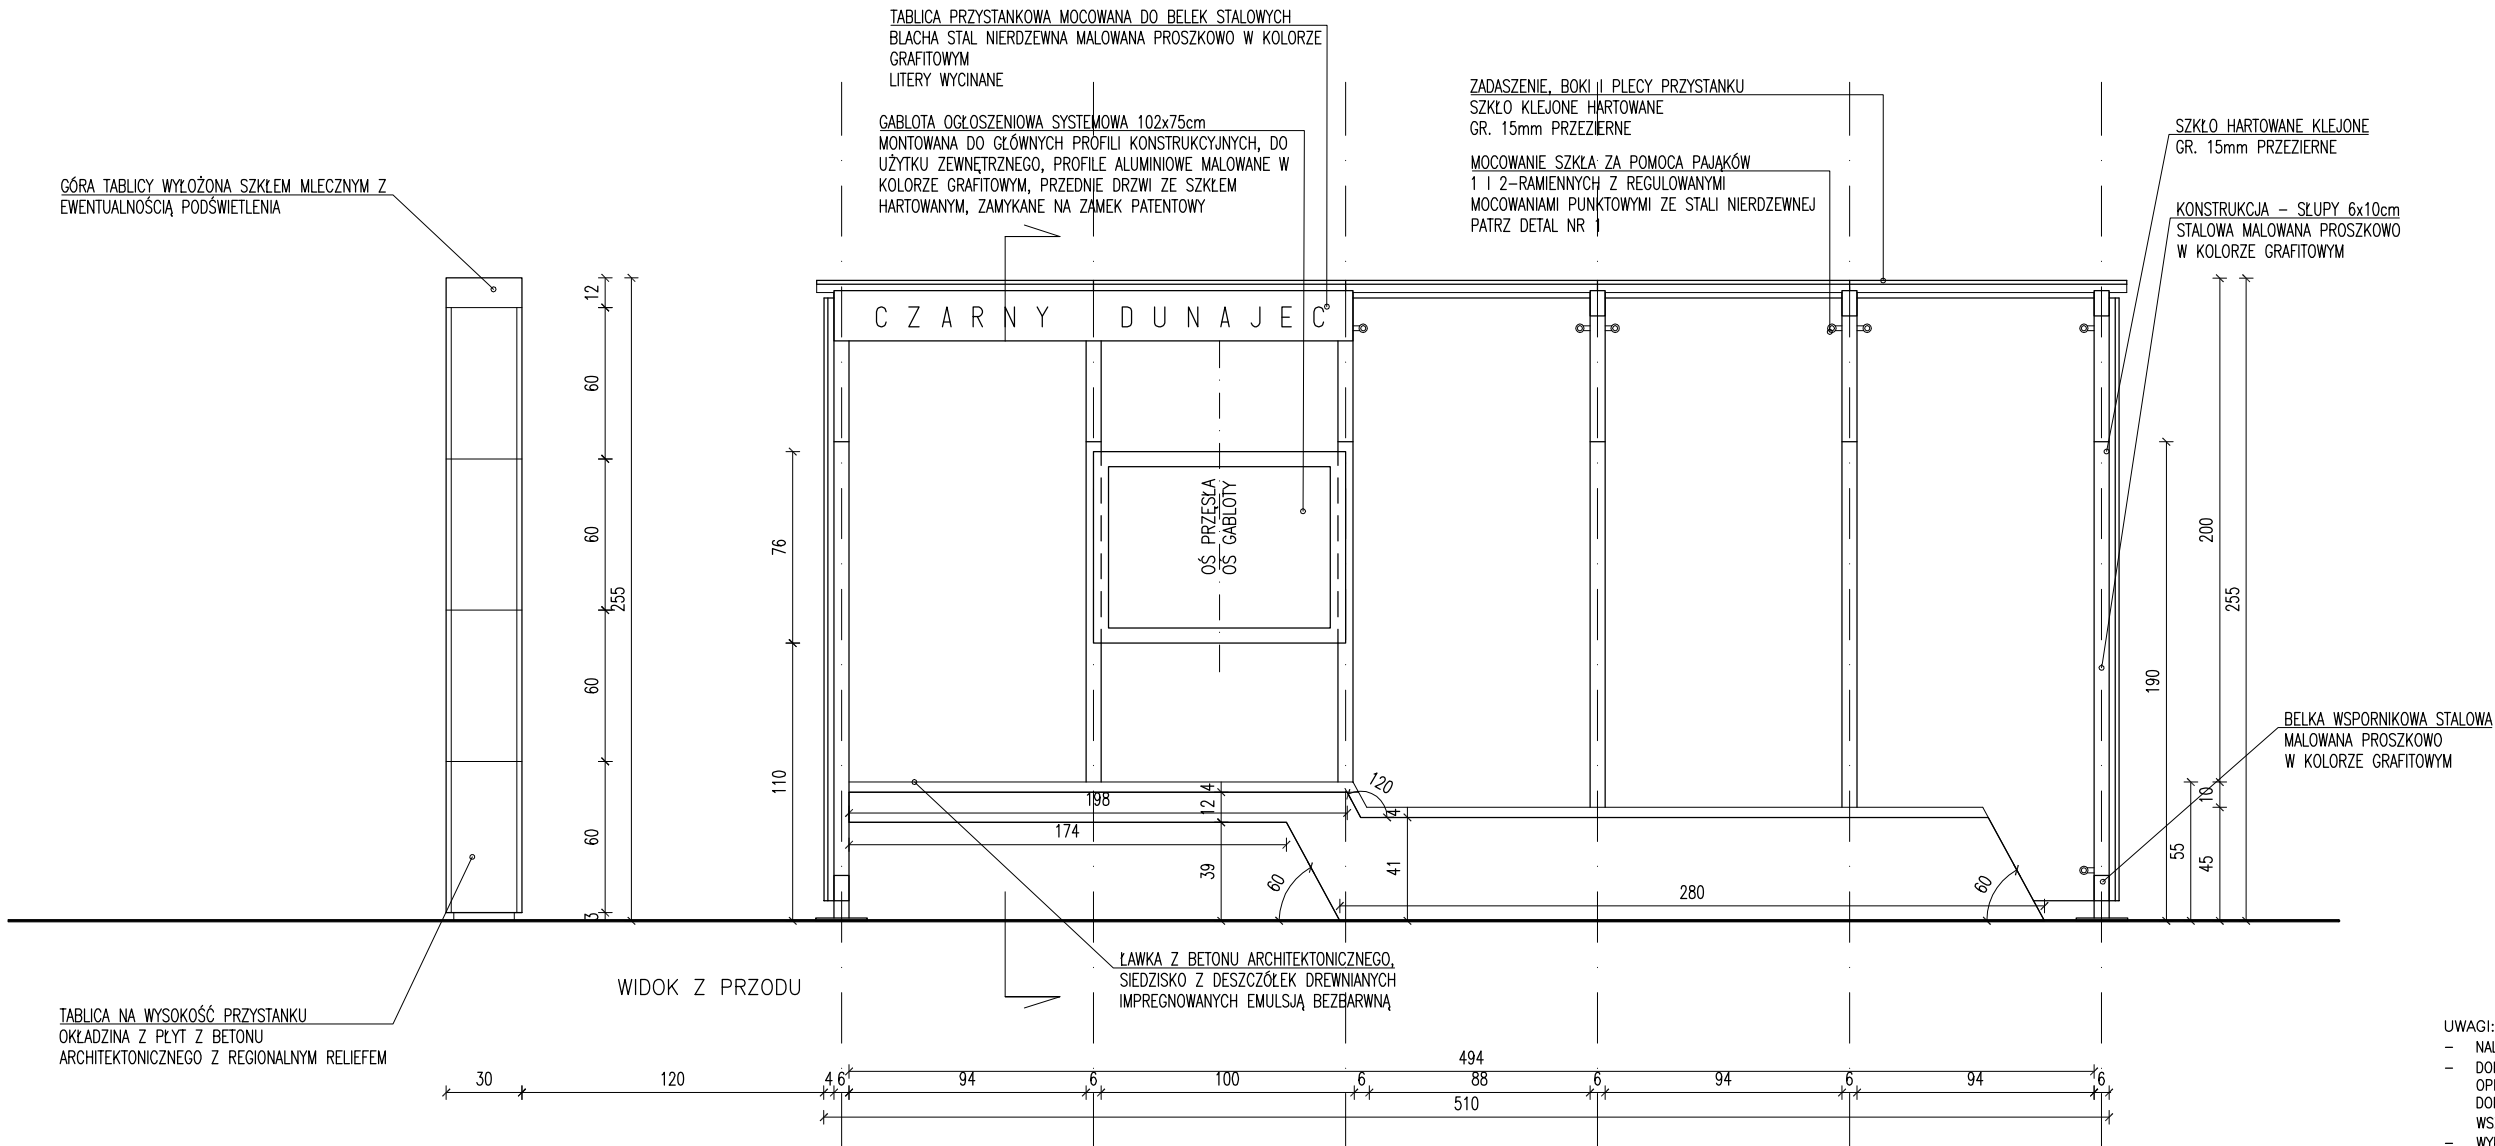 TABLICA PRZYSTANKOWA MOCOWANA DO BELEK STALOWYCH
BLACHA STAL NIERDZEWNA MALOWANA PROSZKOWO W KOLORZE
GRAFITOWYM
LITERY WYCINANE
GABLOTA OGŁOSZENIOWA SYSTEMOWA 102x75cm
MONTOWANA DO GŁÓWNYCH PROFILI KONSTRUKCYJNYCH, DO
UŻYTKU ZEWNĘTRZNEGO, PROFILE ALUMINIOWE MALOWANE W
KOLORZE GRAFITOWYM, PRZEDNIE DRZWI ZE SZKŁEM
HARTOWANYM, ZAMYKANE NA ZAMEK PATENTOWY
ZADASZENIE, BOKI I PLECY PRZYSTANKU
SZKŁO KLEJONE HARTOWANE
GR. 15mm PRZEZIERNE
MOCOWANIE SZKŁA ZA POMOCA PAJĄKÓW
1 I 2-RAMIENNYCH Z REGULOWANYMI
MOCOWANIAMI PUNKTOWYMI ZE STALI NIERDZEWNEJ
PATRZ DETAL NR 1
SZKŁO HARTOWANE KLEJONE
GR. 15mm PRZEZIERNE
KONSTRUKCJA - SŁUPY 6x10cm
STALOWA MALOWANA PROSZKOWO
W KOLORZE GRAFITOWYM
GÓRA TABLICY WYŁOŻONA SZKŁEM MLECZNYM Z
EWENTUALNOŚCIĄ PODŚWIETLENIA
CZARNY DUNAJEC
12
60
60
60
60
3
255
76
110
OŚ PRZĘSŁA
OŚ GABLOTY
198
174
4
12
39
60
120
4
41
280
60
190
200
10
45
55
255
BELKA WSPORNIKOWA STALOWA
MALOWANA PROSZKOWO
W KOLORZE GRAFITOWYM
ŁAWKA Z BETONU ARCHITEKTONICZNEGO,
SIEDZISKO Z DESZCZÓŁEK DREWNIANYCH
IMPREGNOWANYCH EMULSJĄ BEZBARWNĄ
WIDOK Z PRZODU
TABLICA NA WYSOKOŚĆ PRZYSTANKU
OKŁADZINA Z PŁYT Z BETONU
ARCHITEKTONICZNEGO Z REGIONALNYM RELIEFEM
494
30 120 4 6 94 6 100 6 88 6 94 6 94 6
510
UWAGI: